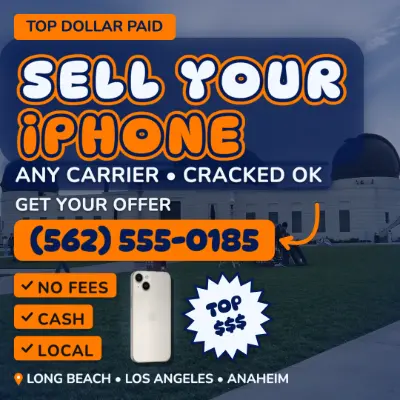 TOP DOLLAR PAID
SELL YOUR
iPHONE
ANY CARRIER • CRACKED OK
GET YOUR OFFER
(562) 555-0185
✓ NO FEES
✓ CASH
✓ LOCAL
TOP
$$$
LONG BEACH • LOS ANGELES • ANAHEIM